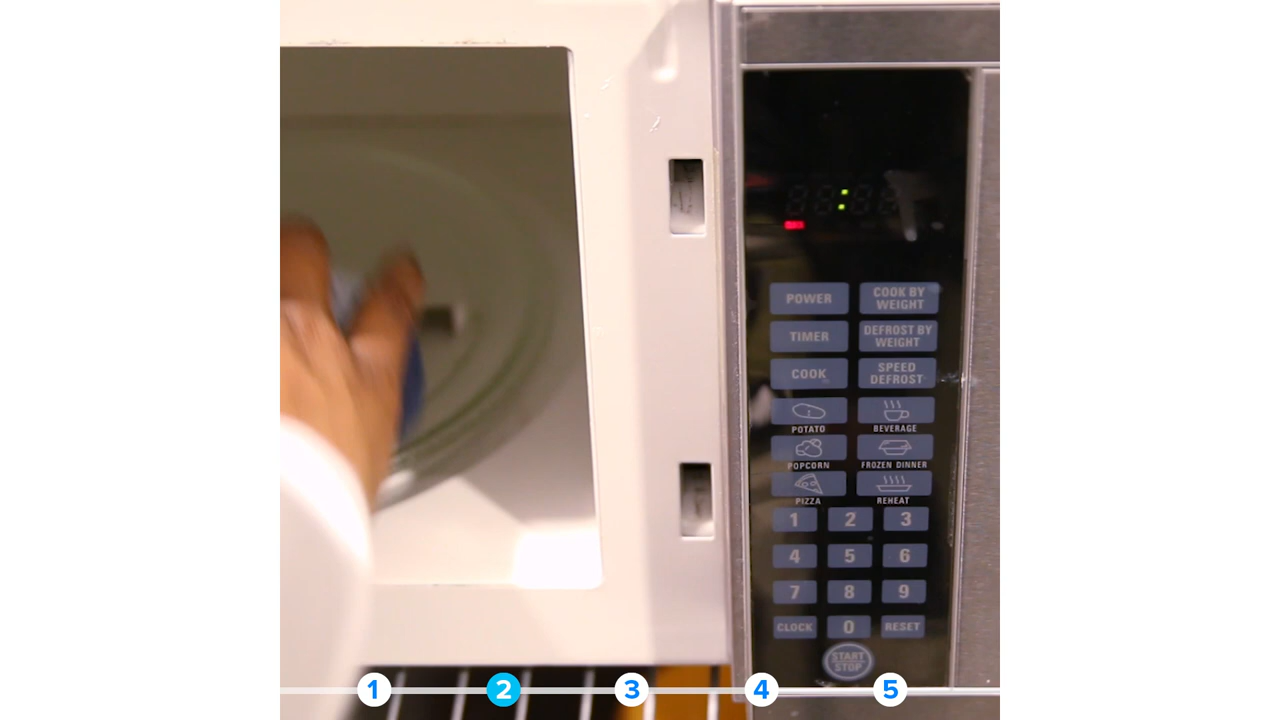 POWER
COOK BY
WEIGHT
TIMER
DEFROST BY
WEIGHT
COOK
SPEED
DEFROST
POTATO
BEVERAGE
POPCORN
FROZEN DINNER
PIZZA
REHEAT
1 2 3
4 5 6
7 8 9
CLOCK 0 RESET
START
STOP
1 2 3 4 5